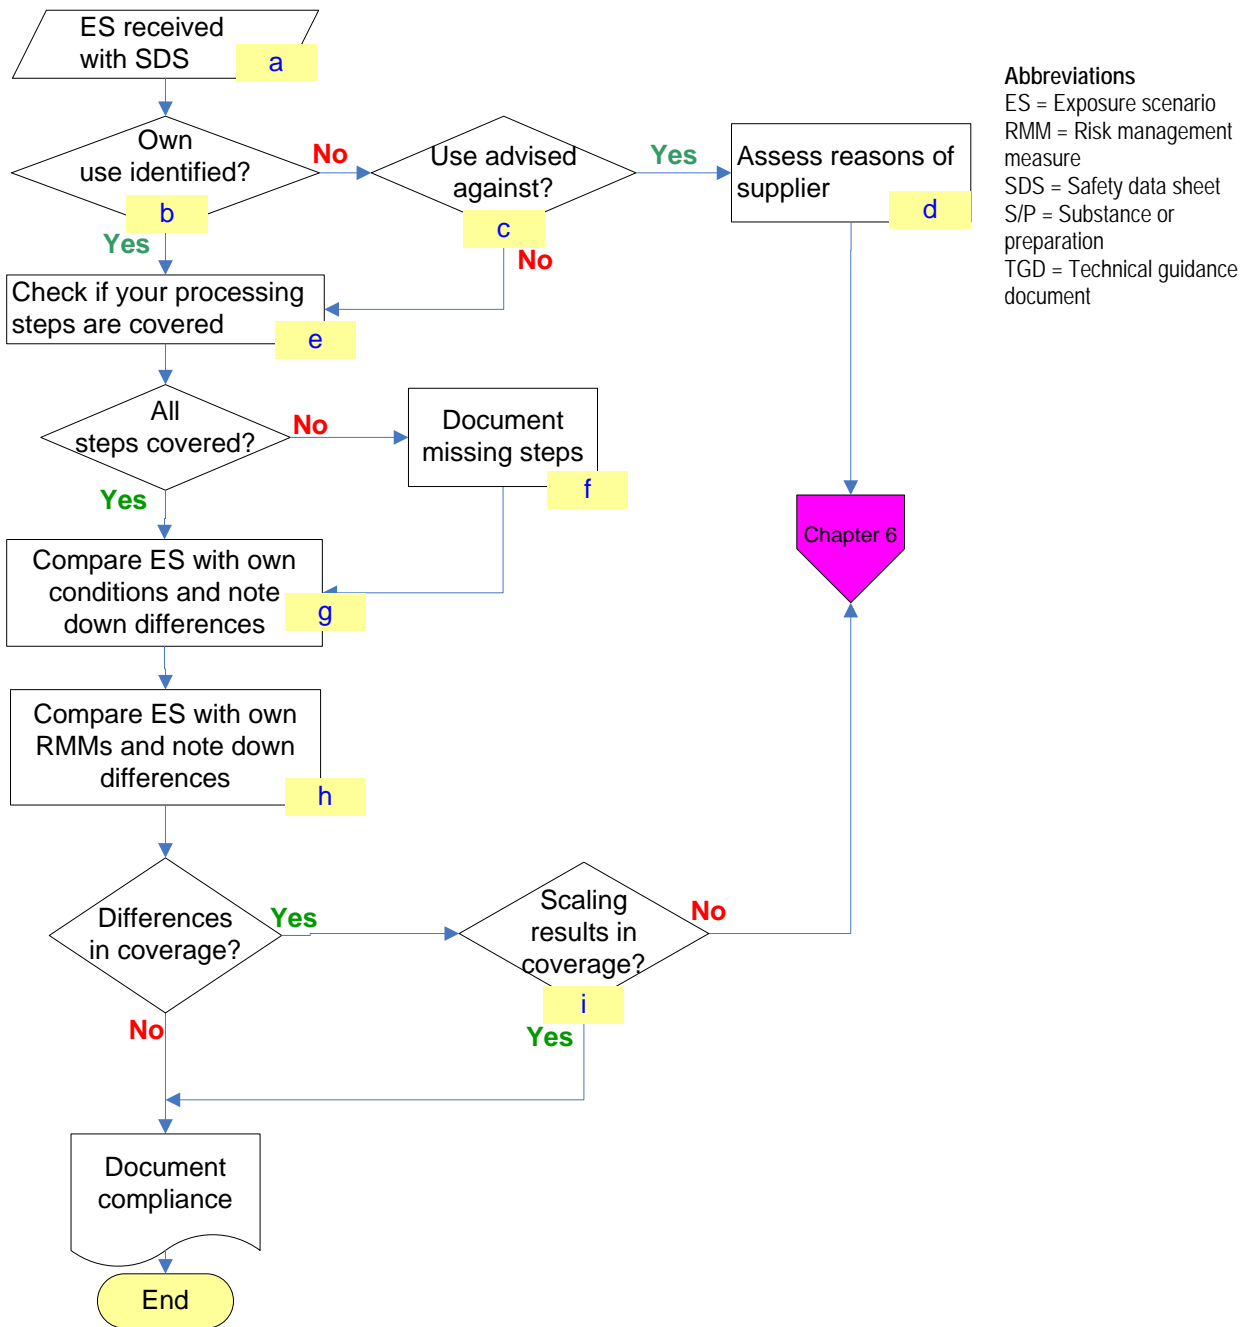 ES received
with SDS
a
Abbreviations
ES = Exposure scenario
RMM = Risk management
measure
SDS = Safety data sheet
S/P = Substance or
preparation
TGD = Technical guidance
document
Own
use identified?
b
No
Yes
Use advised
against?
c
Yes
No
Assess reasons of
supplier
d
Check if your processing
steps are covered
e
All
steps covered?
No
Yes
Document
missing steps
f
Chapter 6
Compare ES with own
conditions and note
down differences
g
Compare ES with own
RMMs and note down
differences
h
Differences
in coverage?
Yes
No
Scaling
results in
coverage?
i
No
Yes
Document
compliance
End